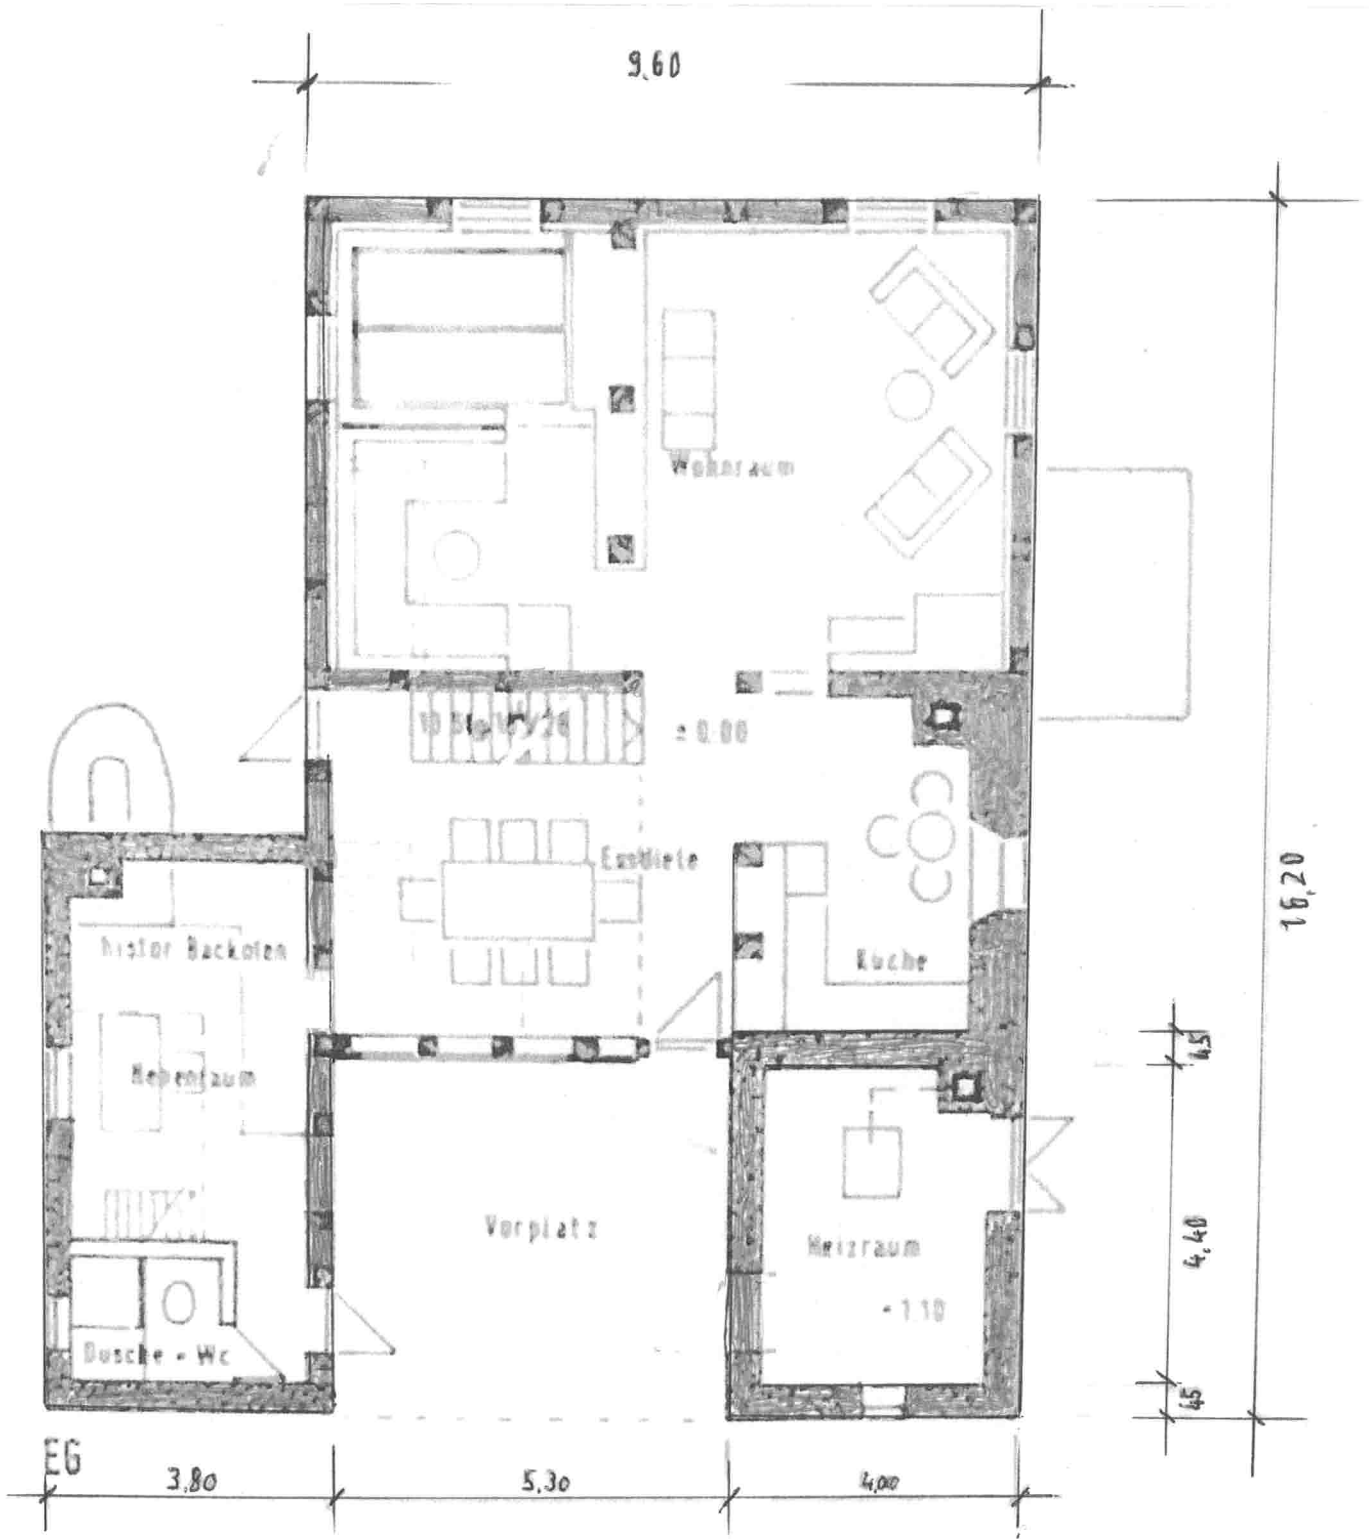 9.60
Wohnraum
± 0.00
Essdiele
16,20
histor Backofen
Küche
45
Nebenraum
Vorplatz
Heizraum
4.40
- 1.10
Dusche - Wc
45
EG
3,80
5.30
4,00